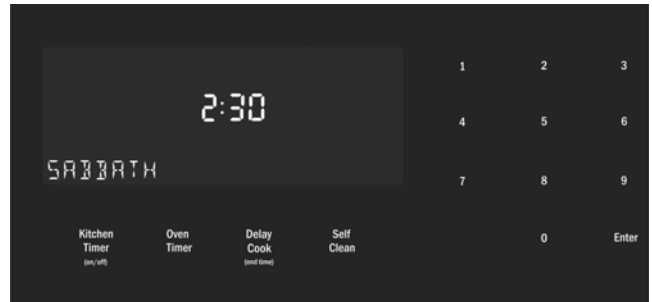 2:30
SABBATH
1 2 3
4 5 6
7 8 9
0 Enter
Kitchen Timer (on/off)
Oven Timer
Delay Cook (end time)
Self Clean